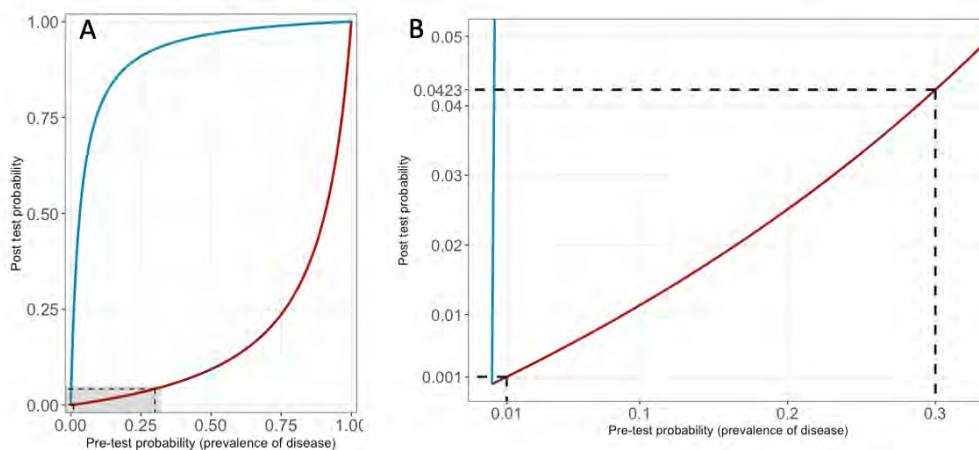 A
1.00
0.75
0.50
0.25
0.00
Post test probability
0.00 0.25 0.50 0.75 1.00
Pre-test probability (prevalence of disease)
B
0.05
0.0423
0.04
0.03
0.02
0.01
0.001
Post test probability
0.01 0.1 0.2 0.3
Pre-test probability (prevalence of disease)